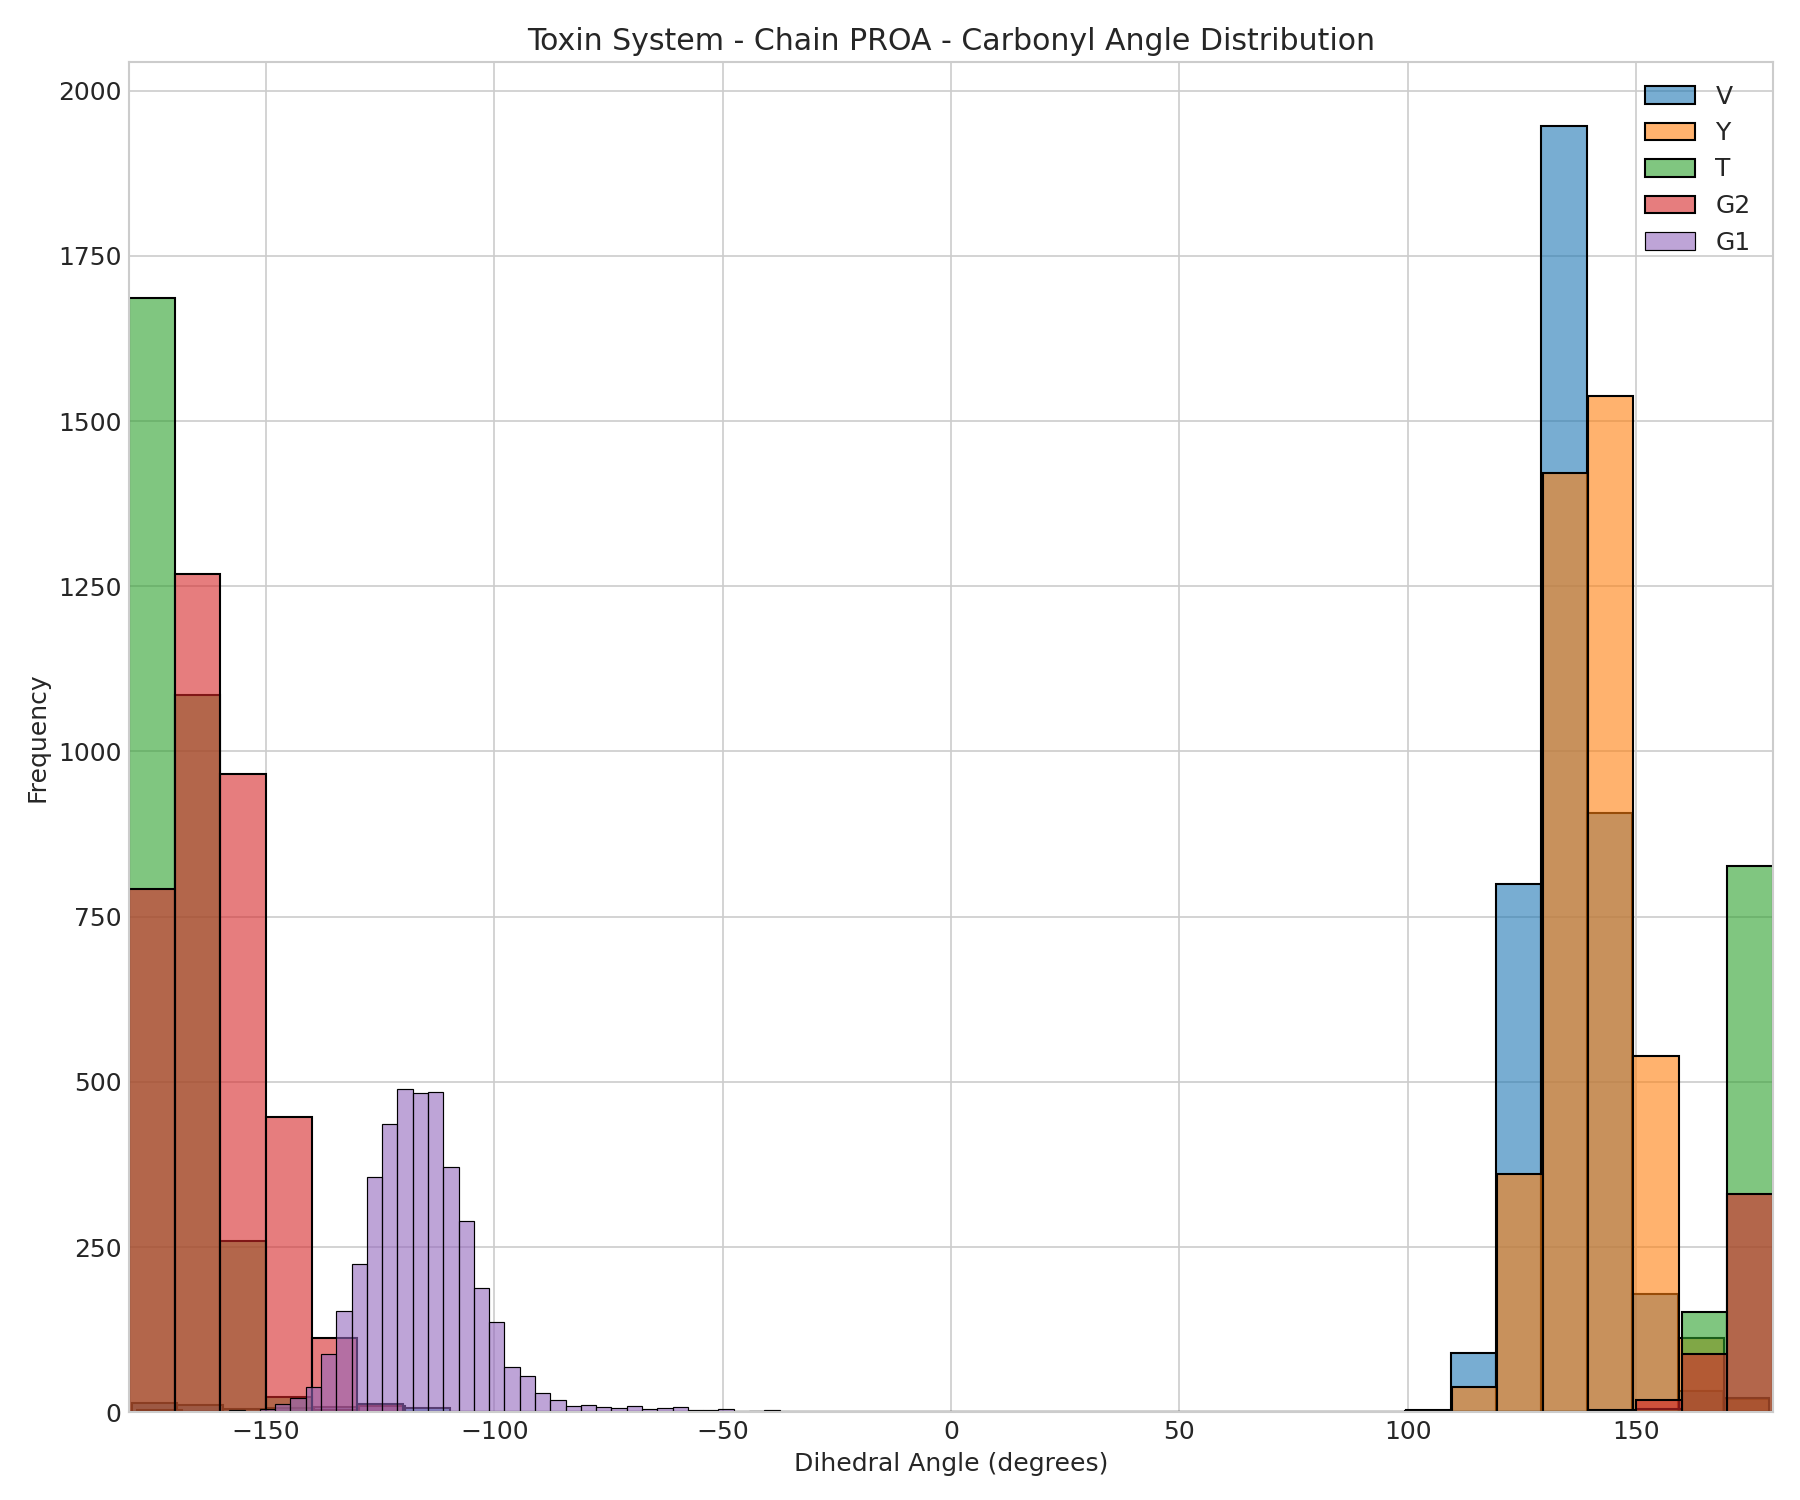 Toxin System - Chain PROA - Carbonyl Angle Distribution
2000
1750
1500
1250
1000
750
500
250
0
Frequency
V
Y
T
G2
G1
−150
−100
−50
0
50
100
150
Dihedral Angle (degrees)